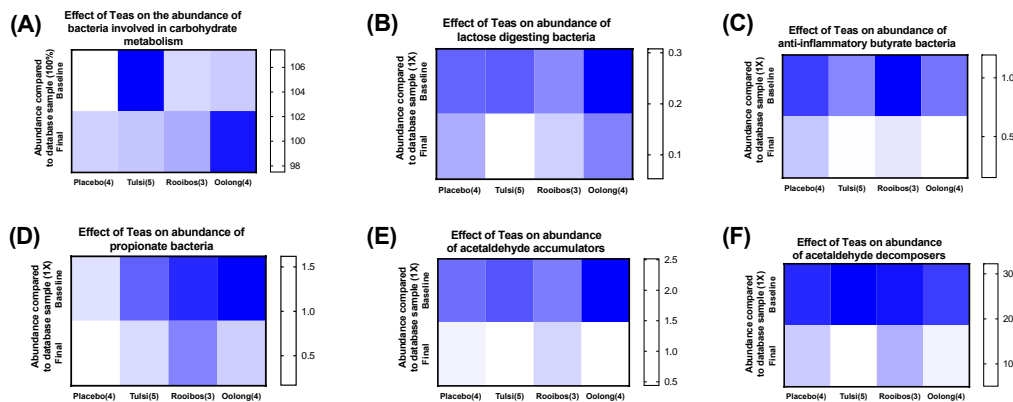 (A)
Effect of Teas on the abundance of
bacteria involved in carbohydrate
metabolism
Abundance compared
to database sample (100%)
Final Baseline
106
104
102
100
98
Placebo(4) Tulsi(5) Rooibos(3) Oolong(4)
(B)
Effect of Teas on abundance of
lactose digesting bacteria
Abundance compared
to database sample (1X)
Final Baseline
0.3
0.2
0.1
Placebo(4) Tulsi(5) Rooibos(3) Oolong(4)
(C)
Effect of Teas on abundance of
anti-inflammatory butyrate bacteria
Abundance compared
to database sample (1X)
Final Baseline
1.0
0.5
Placebo(4) Tulsi(5) Rooibos(3) Oolong(4)
(D)
Effect of Teas on abundance of
propionate bacteria
Abundance compared
to database sample (1X)
Final Baseline
1.5
1.0
0.5
Placebo(4) Tulsi(5) Rooibos(3) Oolong(4)
(E)
Effect of Teas on abundance
of acetaldehyde accumulators
Abundance compared
to database sample (1X)
Final Baseline
2.5
2.0
1.5
1.0
0.5
Placebo(4) Tulsi(5) Rooibos(3) Oolong(4)
(F)
Effect of Teas on abundance
of acetaldehyde decomposers
Abundance compared
to database sample (1X)
Final Baseline
30
20
10
Placebo(4) Tulsi(5) Rooibos(3) Oolong(4)